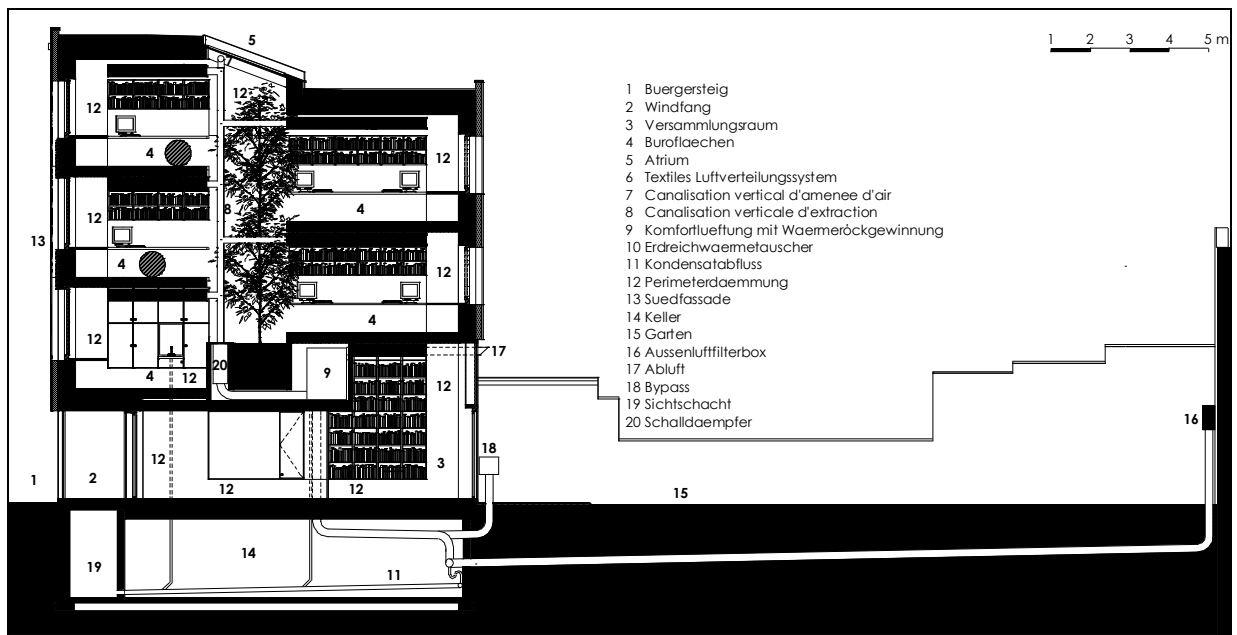 5
1 2 3 4 5 m
7
12
12
1 Buergersteig
2 Windfang
3 Versammlungsraum
4 Buroflaechen
5 Atrium
6 Textiles Luftverteilungssystem
7 Canalisation vertical d'amenee d'air
8 Canalisation verticale d'extraction
9 Komfortlueftung mit Waermeróckgewinnung
10 Erdreichwaermetauscher
11 Kondensatabfluss
12 Perimeterdaemmung
13 Suedfassade
14 Keller
15 Garten
16 Aussenluftfilterbox
17 Abluft
18 Bypass
19 Sichtschacht
20 Schalldaempfer
4
12
12
8
4
13
4
12
12
4
17
20
9
4
12
12
16
18
12
3
1
2
12
12
15
14
19
11